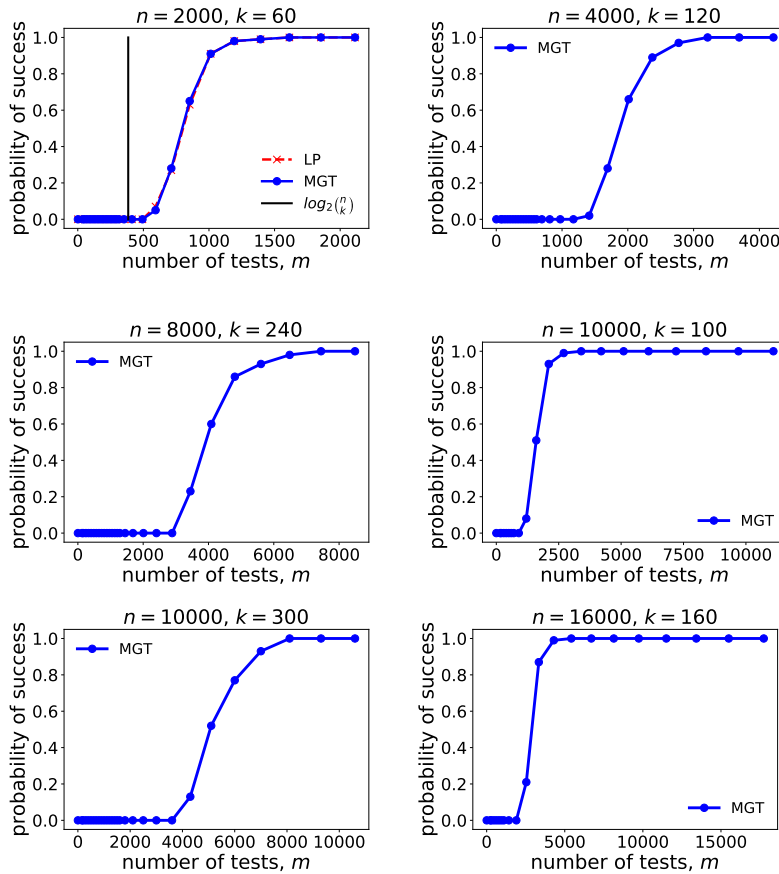 n = 2000, k = 60
probability of success
1.0
0.8
0.6
0.4
0.2
0.0
LP
MGT
log₂(ⁿₖ)
0 500 1000 1500 2000
number of tests, m
n = 4000, k = 120
probability of success
1.0
0.8
0.6
0.4
0.2
0.0
MGT
0 1000 2000 3000 4000
number of tests, m
n = 8000, k = 240
probability of success
1.0
0.8
0.6
0.4
0.2
0.0
MGT
0 2000 4000 6000 8000
number of tests, m
n = 10000, k = 100
probability of success
1.0
0.8
0.6
0.4
0.2
0.0
MGT
0 2500 5000 7500 10000
number of tests, m
n = 10000, k = 300
probability of success
1.0
0.8
0.6
0.4
0.2
0.0
MGT
0 2000 4000 6000 8000 10000
number of tests, m
n = 16000, k = 160
probability of success
1.0
0.8
0.6
0.4
0.2
0.0
MGT
0 5000 10000 15000
number of tests, m